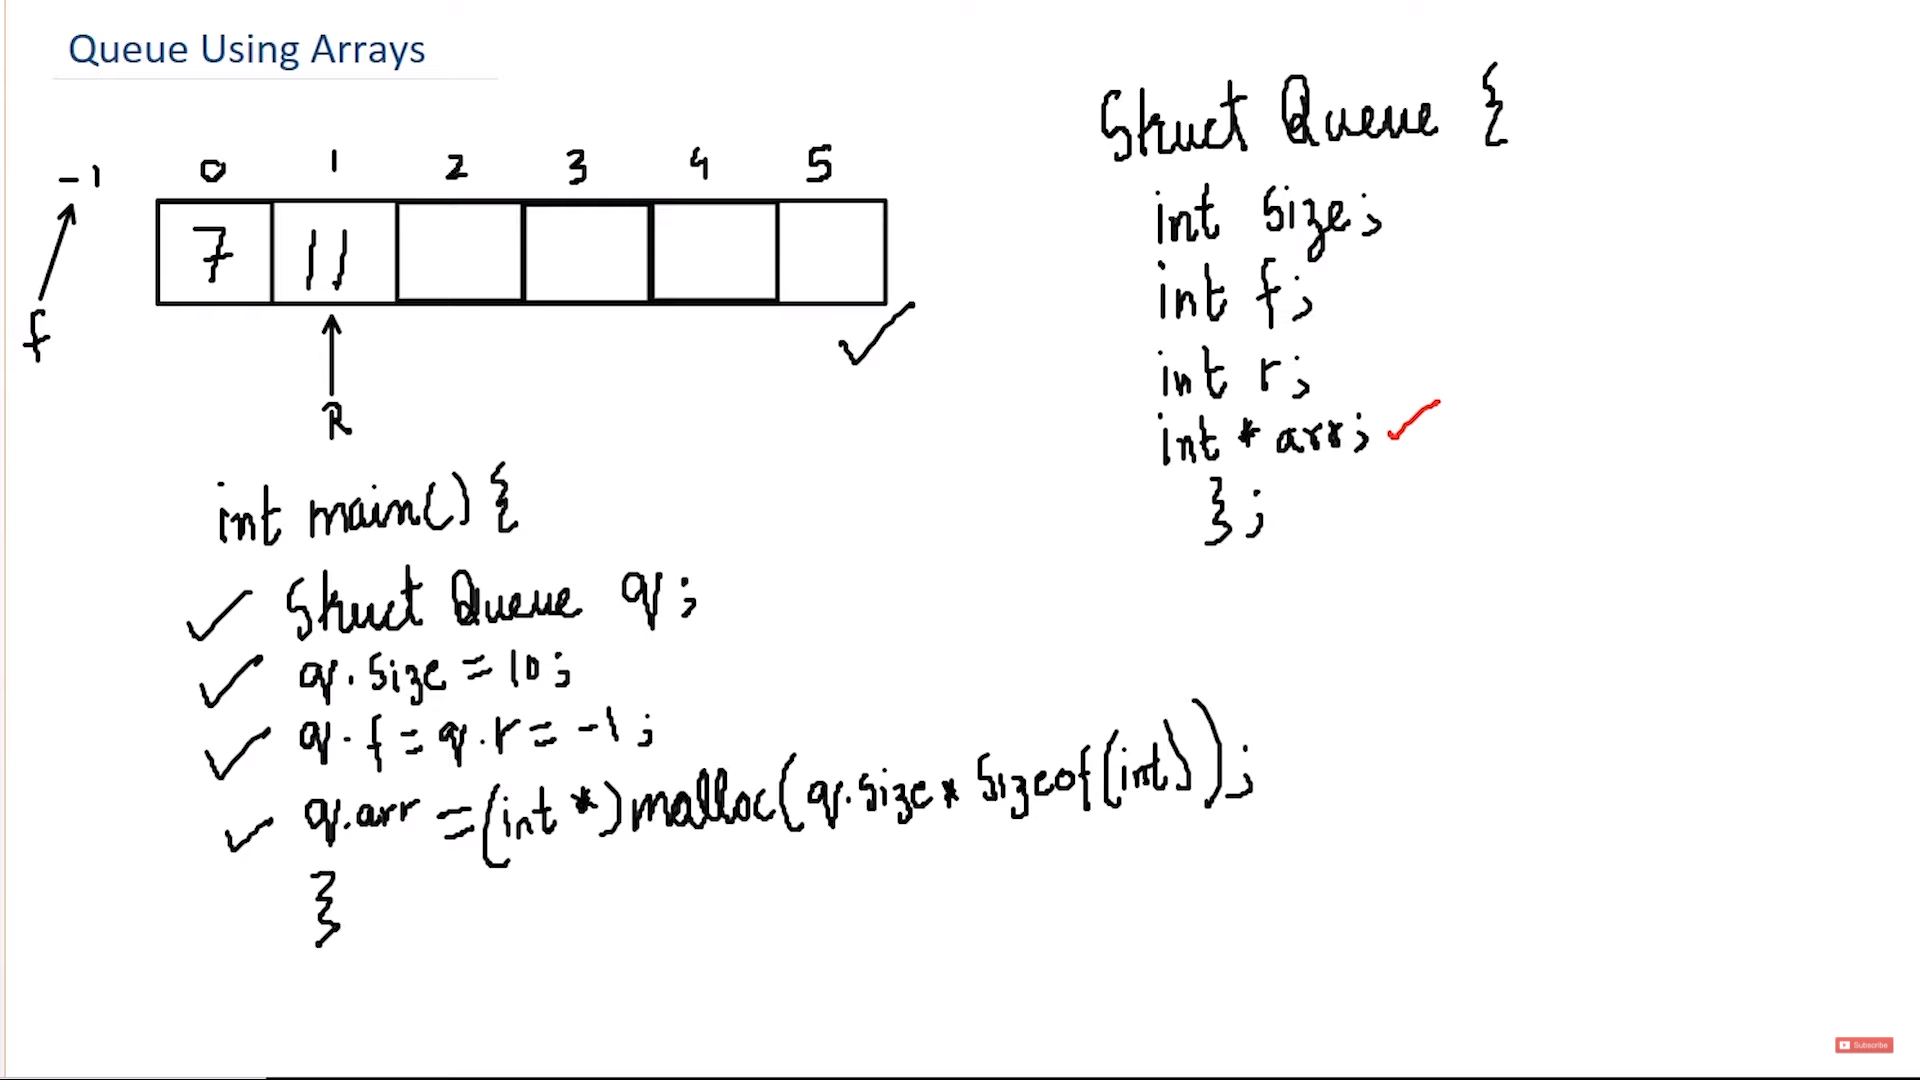 Queue Using Arrays
-1 0 1 2 3 4 5
7 11
f
R
Struct Queue {
int Size;
int f;
int r;
int * arr;
};
int main() {
Struct Queue q;
q.size = 10;
q.f = q.r = -1;
q.arr = (int *) malloc(q.size * Sizeof(int));
}
Subscribe